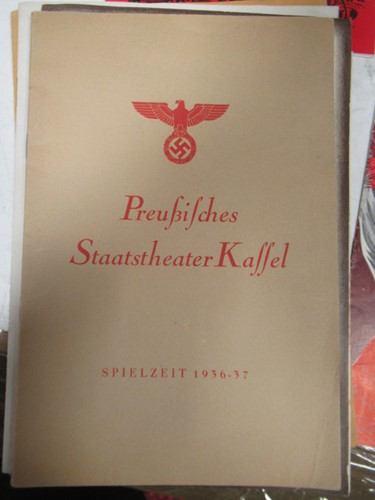 Preußiſches
Staatstheater Kaſſel
SPIELZEIT 1936-37